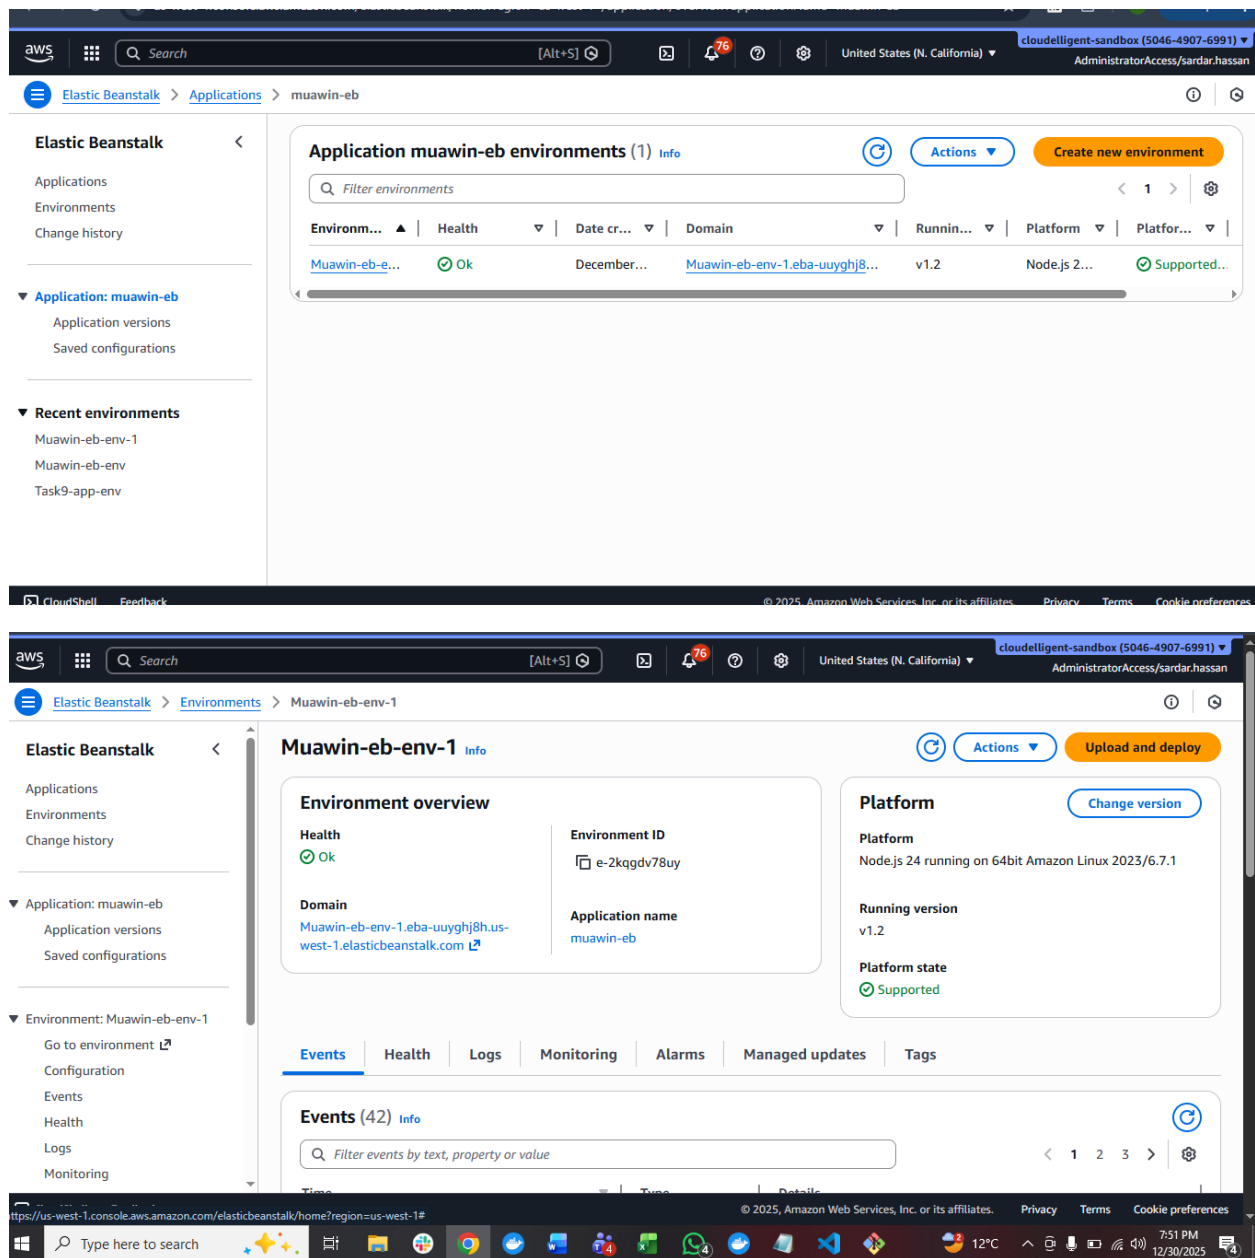 aws
Search [Alt+S] 76 United States (N. California) ▼ cloudelligent-sandbox (5046-4907-6991) ▼
AdministratorAccess/sardar.hassan
Elastic Beanstalk > Applications > muawin-eb
Elastic Beanstalk
Applications
Environments
Change history
Application: muawin-eb
Application versions
Saved configurations
Recent environments
Muawin-eb-env-1
Muawin-eb-env
Task9-app-env
Application muawin-eb environments (1) Info
Actions ▼ Create new environment
Filter environments
< 1 >
Environm... Health Date cr... Domain Runnin... Platform Platfor...
Muawin-eb-e... Ok December... Muawin-eb-env-1.eba-uuyghj8... v1.2 Node.js 2... Supported...
CloudShell Feedback © 2025, Amazon Web Services, Inc. or its affiliates. Privacy Terms Cookie preferences
aws
Search [Alt+S] 76 United States (N. California) ▼ cloudelligent-sandbox (5046-4907-6991) ▼
AdministratorAccess/sardar.hassan
Elastic Beanstalk > Environments > Muawin-eb-env-1
Elastic Beanstalk
Applications
Environments
Change history
Application: muawin-eb
Application versions
Saved configurations
Environment: Muawin-eb-env-1
Go to environment
Configuration
Events
Health
Logs
Monitoring
Muawin-eb-env-1 Info
Actions ▼ Upload and deploy
Environment overview
Health
Ok
Domain
Muawin-eb-env-1.eba-uuyghj8h.us-
west-1.elasticbeanstalk.com
Environment ID
e-2kqgdv78uy
Application name
muawin-eb
Platform
Change version
Platform
Node.js 24 running on 64bit Amazon Linux 2023/6.7.1
Running version
v1.2
Platform state
Supported
Events Health Logs Monitoring Alarms Managed updates Tags
Events (42) Info
Filter events by text, property or value
< 1 2 3 >
Time Type Details
ttps://us-west-1.console.aws.amazon.com/elasticbeanstalk/home?region=us-west-1#
© 2025, Amazon Web Services, Inc. or its affiliates. Privacy Terms Cookie preferences
Type here to search
4
4
12°C
7:51 PM
12/30/2025
4